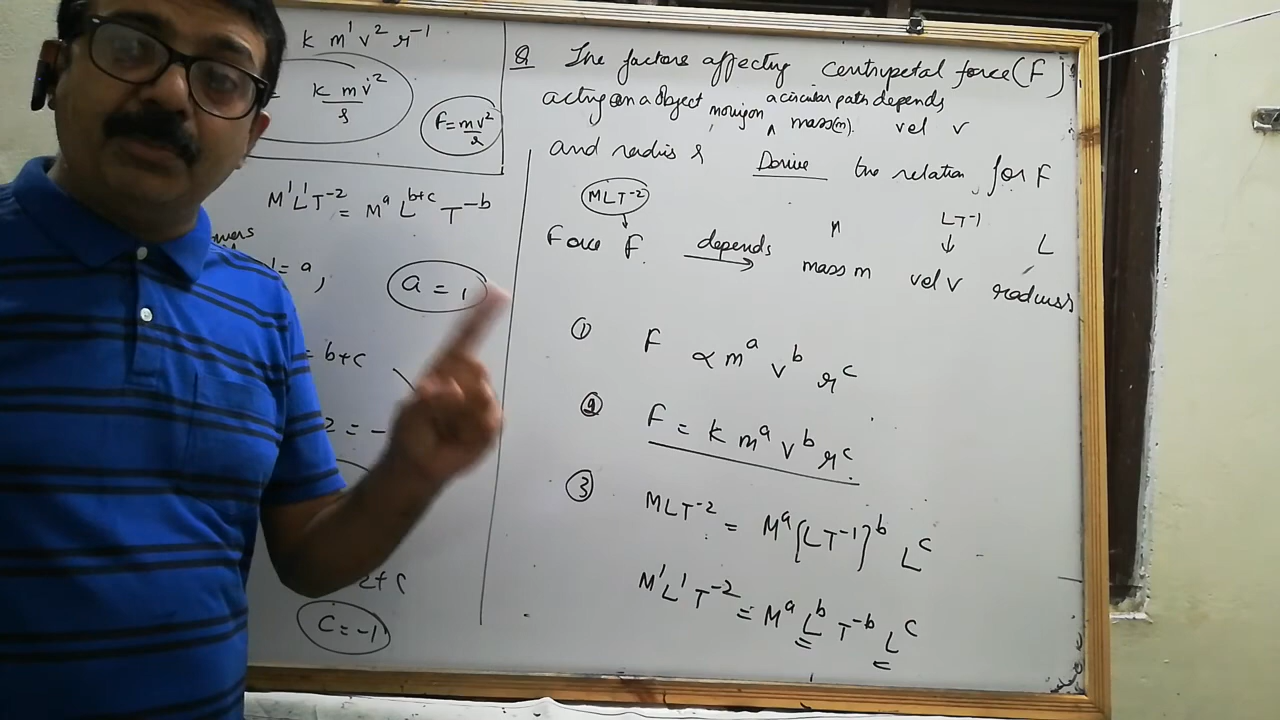 k m¹ v² r⁻¹
k m v²
r
F = mv²
r
M¹L¹T⁻² = Mᵃ L^b+c T⁻ᵇ
= a,
a = 1
= b+c
2 = -
2+c
c = -1
Q The factors affecting centripetal force (F)
acting on a object moving on ^ a circular path depends
mass(m). vel v
and radius r Derive the relation for F
MLT⁻² LT⁻¹ L
Force F. depends mass m vel v radius
① F ∝ mᵃ vᵇ rᶜ
② F = k mᵃ vᵇ rᶜ
③ MLT⁻² = Mᵃ [LT⁻¹]ᵇ Lᶜ
M¹L¹T⁻² = Mᵃ Lᵇ T⁻ᵇ Lᶜ